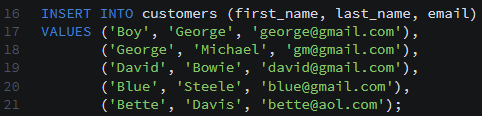 16 INSERT INTO customers (first_name, last_name, email)
17 VALUES ('Boy', 'George', 'george@gmail.com'),
18 ('George', 'Michael', 'gm@gmail.com'),
19 ('David', 'Bowie', 'david@gmail.com'),
20 ('Blue', 'Steele', 'blue@gmail.com'),
21 ('Bette', 'Davis', 'bette@aol.com');